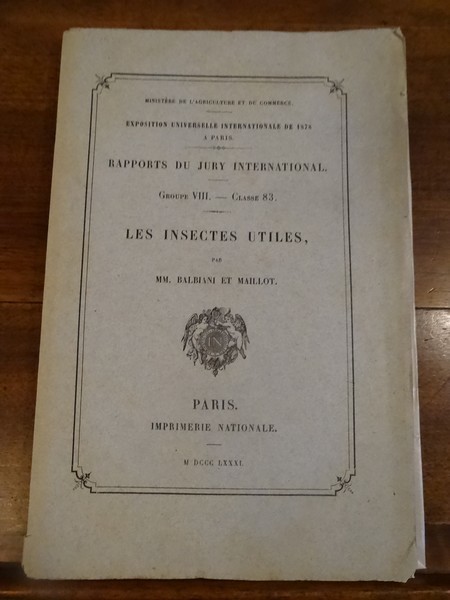 MINISTÈRE DE L'AGRICULTURE ET DU COMMERCE.
EXPOSITION UNIVERSELLE INTERNATIONALE DE 1878
À PARIS.
RAPPORTS DU JURY INTERNATIONAL.
GROUPE VIII. — CLASSE 83.
LES INSECTES UTILES,
PAR
MM. BALBIANI ET MAILLOT.
IN
PARIS.
IMPRIMERIE NATIONALE.
M DCCC LXXXI.